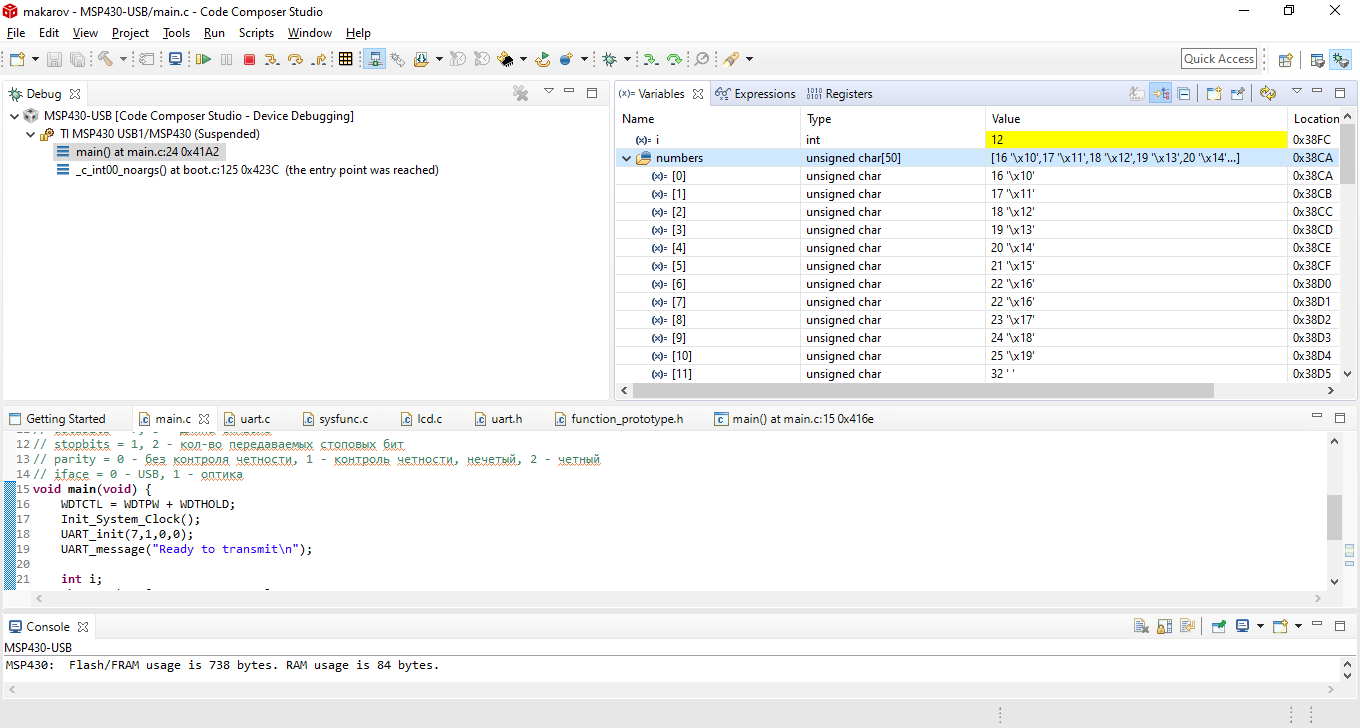 makarov - MSP430-USB/main.c - Code Composer Studio
File Edit View Project Tools Run Scripts Window Help
Quick Access
Debug
MSP430-USB [Code Composer Studio - Device Debugging]
TI MSP430 USB1/MSP430 (Suspended)
main() at main.c:24 0x41A2
_c_int00_noargs() at boot.c:125 0x423C (the entry point was reached)
(x)= Variables Expressions 1010 0101 Registers
Name Type Value Location
(x)= i int 12 0x38FC
numbers unsigned char[50] [16 '\x10',17 '\x11',18 '\x12',19 '\x13',20 '\x14'...] 0x38CA
(x)= [0] unsigned char 16 '\x10' 0x38CA
(x)= [1] unsigned char 17 '\x11' 0x38CB
(x)= [2] unsigned char 18 '\x12' 0x38CC
(x)= [3] unsigned char 19 '\x13' 0x38CD
(x)= [4] unsigned char 20 '\x14' 0x38CE
(x)= [5] unsigned char 21 '\x15' 0x38CF
(x)= [6] unsigned char 22 '\x16' 0x38D0
(x)= [7] unsigned char 22 '\x16' 0x38D1
(x)= [8] unsigned char 23 '\x17' 0x38D2
(x)= [9] unsigned char 24 '\x18' 0x38D3
(x)= [10] unsigned char 25 '\x19' 0x38D4
(x)= [11] unsigned char 32 ' ' 0x38D5
Getting Started main.c uart.c sysfunc.c lcd.c uart.h function_prototype.h main() at main.c:15 0x416e
12 // stopbits = 1, 2 - кол-во передаваемых стоповых бит
13 // parity = 0 - без контроля четности, 1 - контроль четности, нечетый, 2 - четный
14 // iface = 0 - USB, 1 - оптика
15 void main(void) {
16 WDTCTL = WDTPW + WDTHOLD;
17 Init_System_Clock();
18 UART_init(7,1,0,0);
19 UART_message("Ready to transmit\n");
20
21 int i;
Console
MSP430-USB
MSP430: Flash/FRAM usage is 738 bytes. RAM usage is 84 bytes.